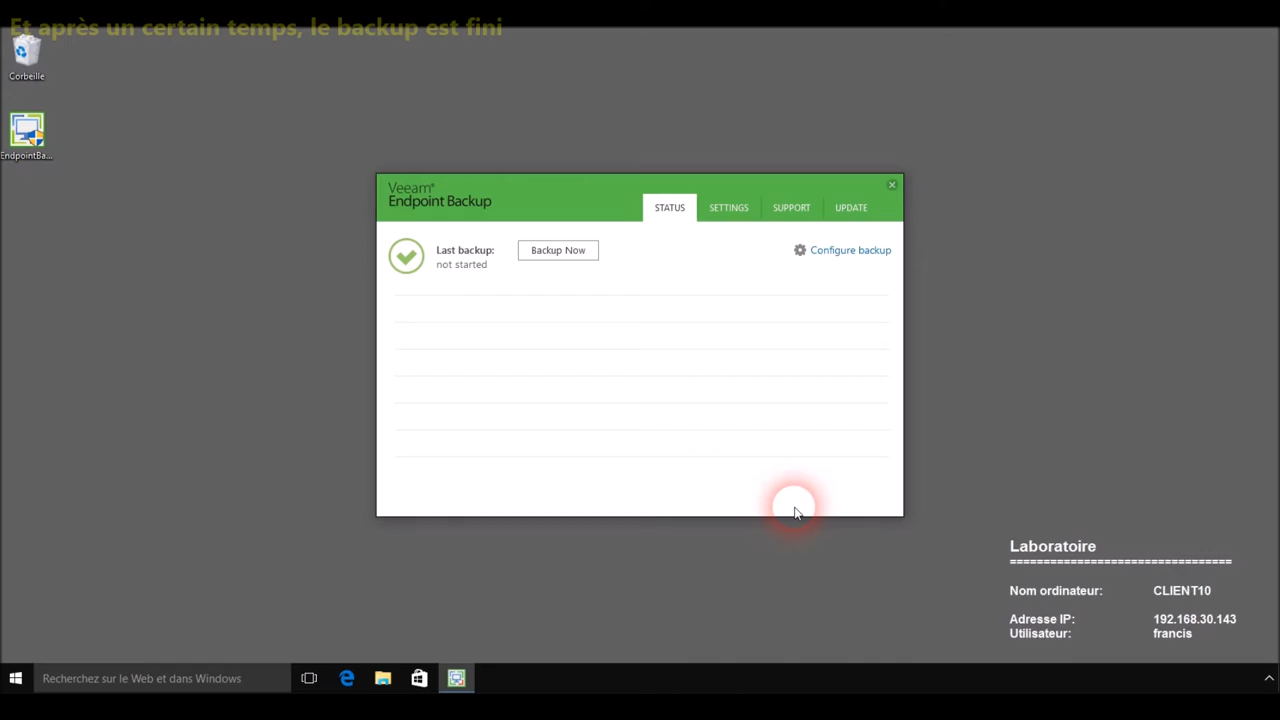 Et après un certain temps, le backup est fini
Corbeille
EndpointBa...
Veeam®
Endpoint Backup
STATUS
SETTINGS
SUPPORT
UPDATE
Last backup:
not started
Backup Now
Configure backup
Laboratoire
================================
Nom ordinateur: CLIENT10
Adresse IP: 192.168.30.143
Utilisateur: francis
Recherchez sur le Web et dans Windows